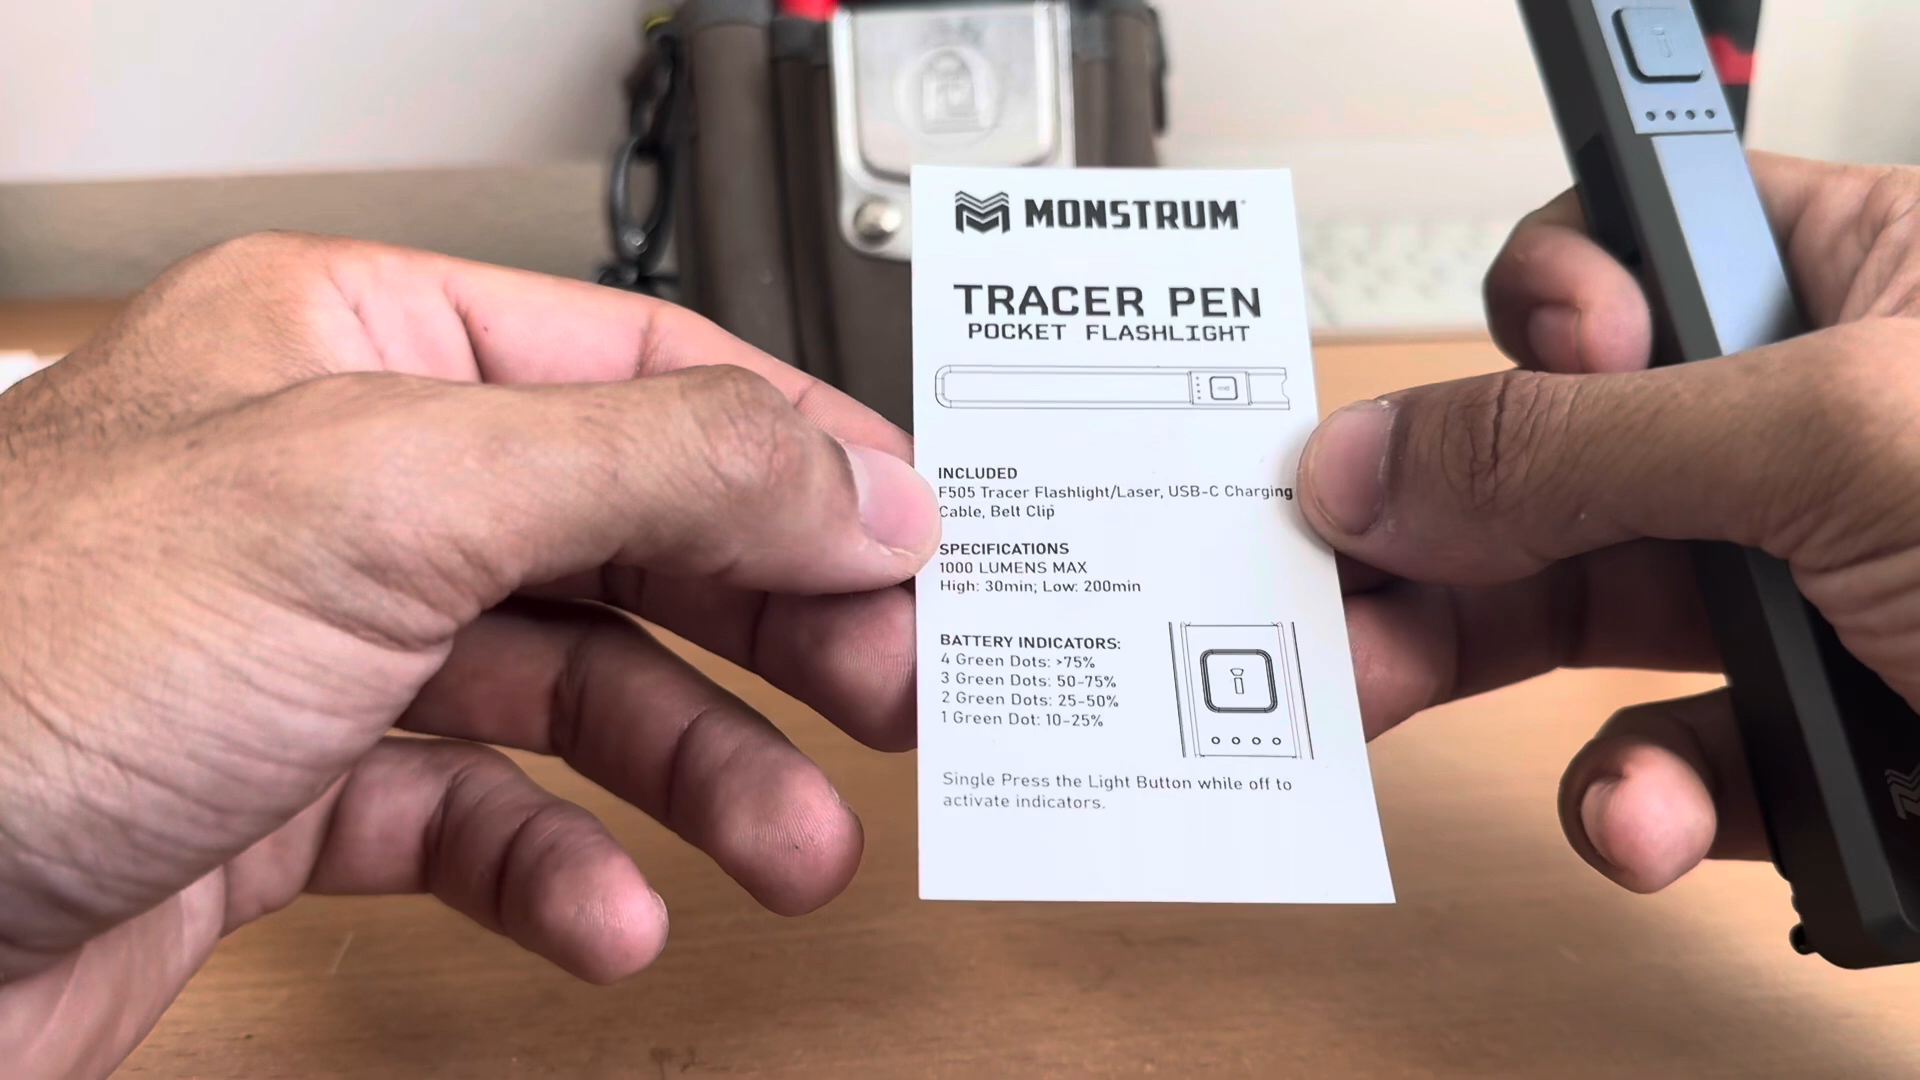 MONSTRUM
TRACER PEN
POCKET FLASHLIGHT
INCLUDED
F505 Tracer Flashlight/Laser, USB-C Charging
Cable, Belt Clip
SPECIFICATIONS
1000 LUMENS MAX
High: 30min; Low: 200min
BATTERY INDICATORS:
4 Green Dots: >75%
3 Green Dots: 50-75%
2 Green Dots: 25-50%
1 Green Dot: 10-25%
Single Press the Light Button while off to
activate indicators.